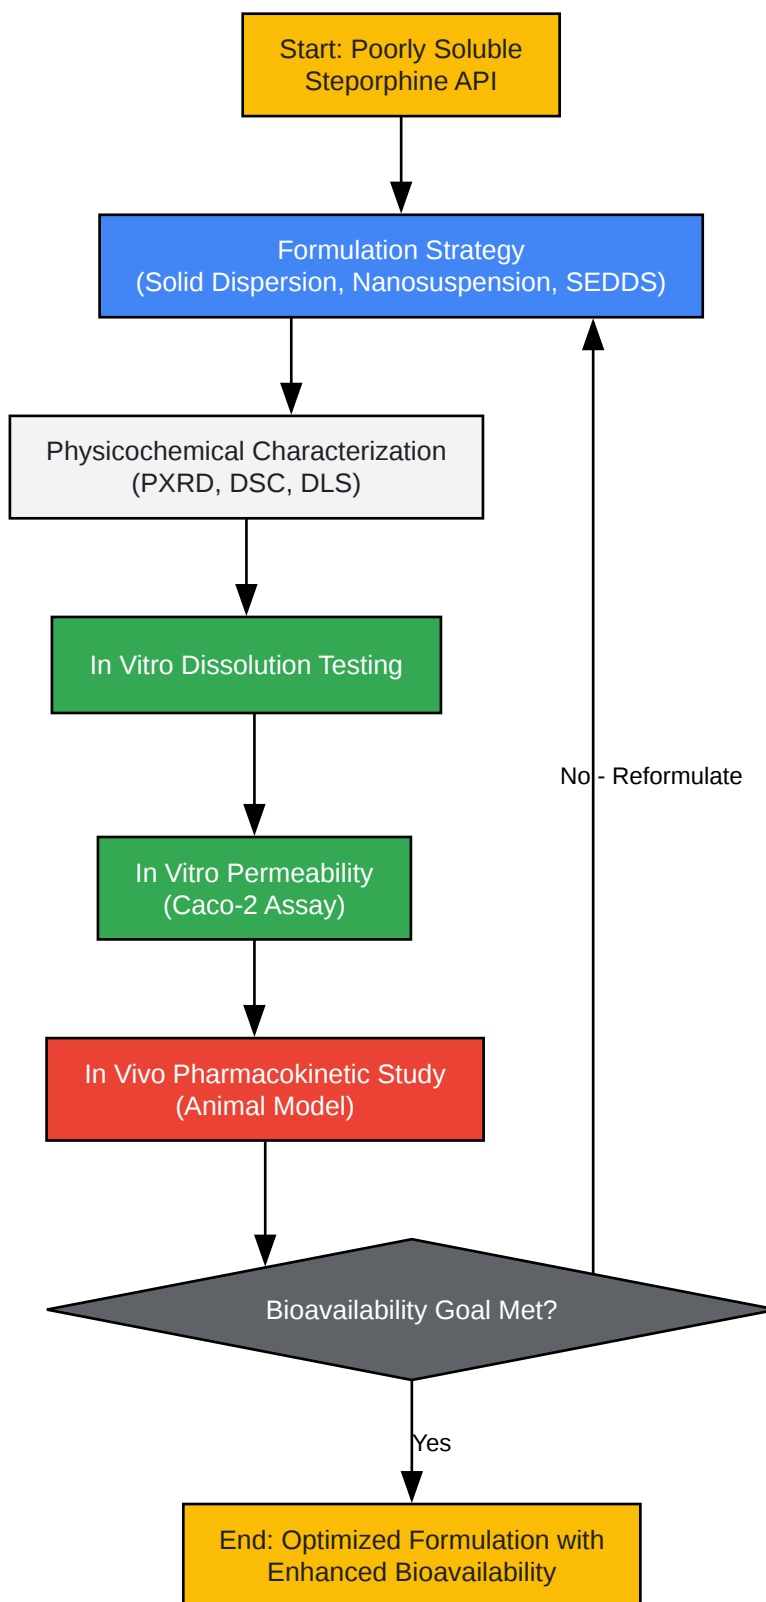 Start: Poorly Soluble
Steporphine API
Formulation Strategy
(Solid Dispersion, Nanosuspension, SEDDS)
Physicochemical Characterization
(PXRD, DSC, DLS)
In Vitro Dissolution Testing
No - Reformulate
In Vitro Permeability
(Caco-2 Assay)
In Vivo Pharmacokinetic Study
(Animal Model)
Bioavailability Goal Met?
Yes
End: Optimized Formulation with
Enhanced Bioavailability